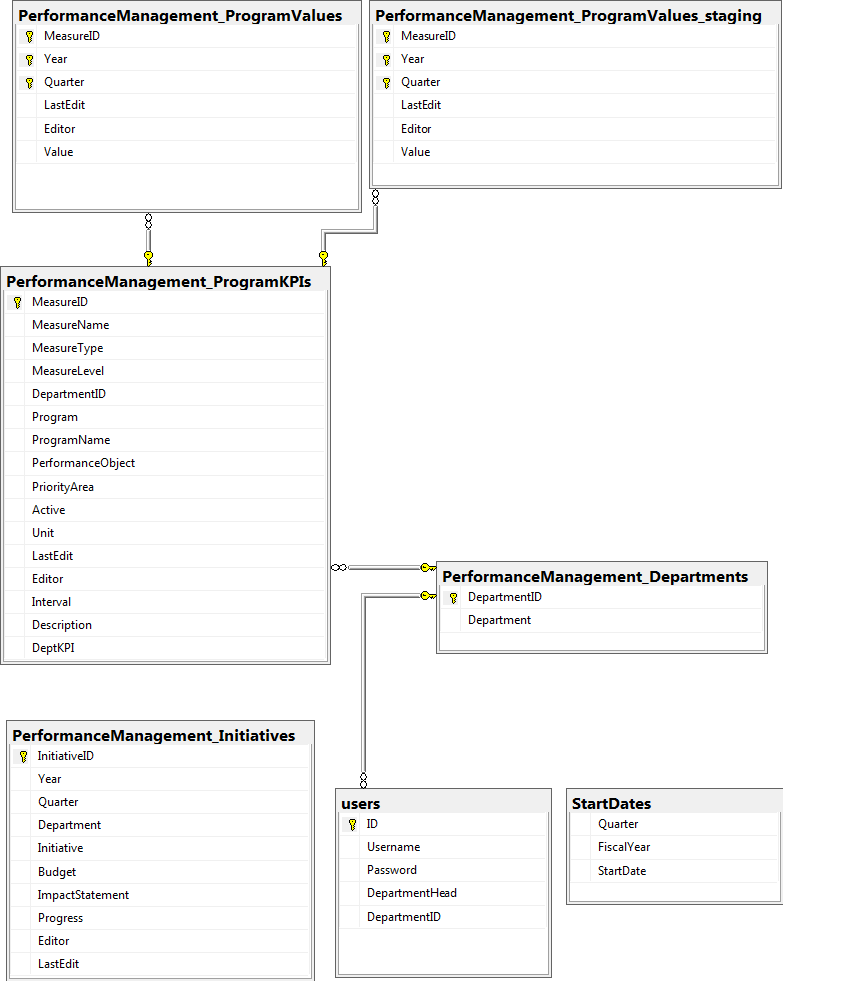 PerformanceManagement_ProgramValues
MeasureID
Year
Quarter
LastEdit
Editor
Value
PerformanceManagement_ProgramValues_staging
MeasureID
Year
Quarter
LastEdit
Editor
Value
PerformanceManagement_ProgramKPIs
MeasureID
MeasureName
MeasureType
MeasureLevel
DepartmentID
Program
ProgramName
PerformanceObject
PriorityArea
Active
Unit
LastEdit
Editor
Interval
Description
DeptKPI
PerformanceManagement_Departments
DepartmentID
Department
PerformanceManagement_Initiatives
InitiativeID
Year
Quarter
Department
Initiative
Budget
ImpactStatement
Progress
Editor
LastEdit
users
ID
Username
Password
DepartmentHead
DepartmentID
StartDates
Quarter
FiscalYear
StartDate